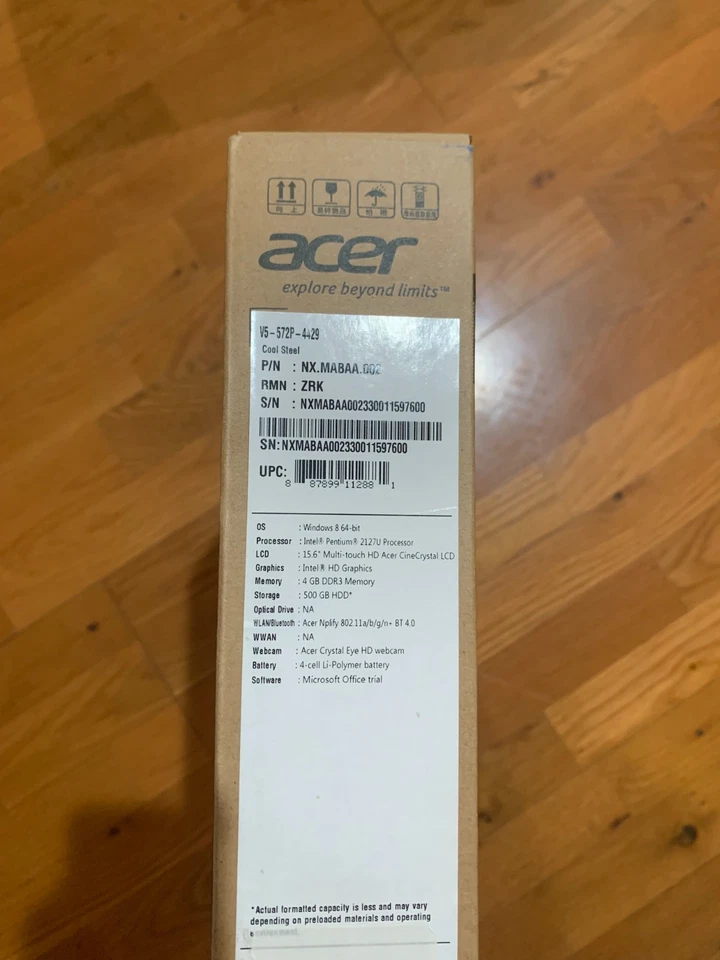 向上
acer
explore beyond limits™
V5-572P-4429
Cool Steel
P/N : NX.MABAA.002
RMN : ZRK
S/N : NXMABAA002330011597600
SN:NXMABAA002330011597600
UPC:
8 87899 11288 1
OS : Windows 8 64-bit
Processor : Intel® Pentium® 2127U Processor
LCD : 15.6" Multi-touch HD Acer CineCrystal LCD
Graphics : Intel® HD Graphics
Memory : 4 GB DDR3 Memory
Storage : 500 GB HDD*
Optical Drive : NA
WLAN/Bluetooth : Acer Nplify 802.11a/b/g/n+ BT 4.0
WWAN : NA
Webcam : Acer Crystal Eye HD webcam
Battery : 4-cell Li-Polymer battery
Software : Microsoft Office trial
*Actual formatted capacity is less and may vary
depending on preloaded materials and operating